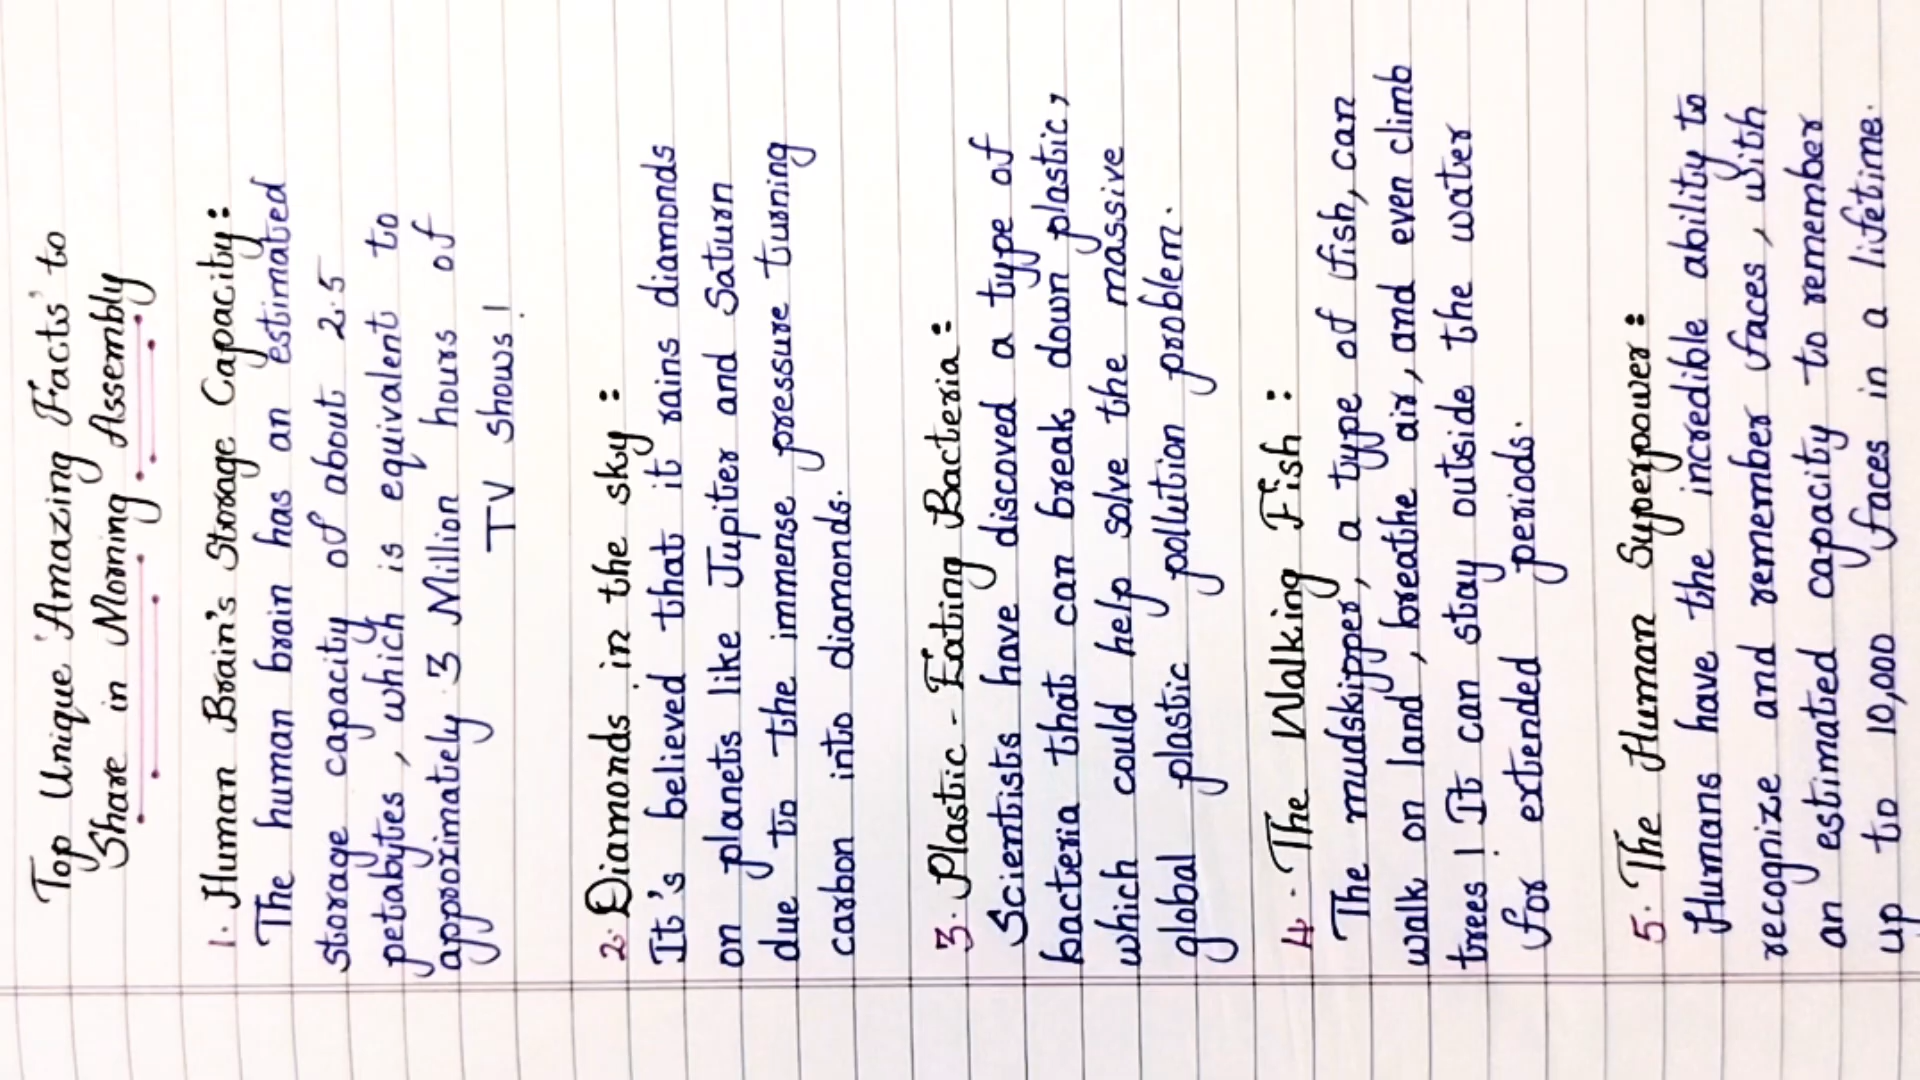 Top Unique 'Amazing Facts' to
Share in Morning Assembly
1. Human Brain's Storage Capacity:
The human brain has an estimated
storage capacity of about 2.5
petabytes, which is equivalent to
approximately 3 Million hours of
TV shows!
2. Diamonds in the sky:
It's believed that it rains diamonds
on planets like Jupiter and Saturn
due to the immense pressure turning
carbon into diamonds.
3. Plastic-Eating Bacteria:
Scientists have discoved a type of
bacteria that can break down plastic,
which could help solve the massive
global plastic pollution problem.
4. The Walking Fish:
The mudskipper, a type of fish, can
walk on land, breathe air, and even climb
trees! It can stay outside the water
for extended periods.
5. The Human Superpower:
Humans have the incredible ability to
recognize and remember faces, with
an estimated capacity to remember
up to 10,000 faces in a lifetime.